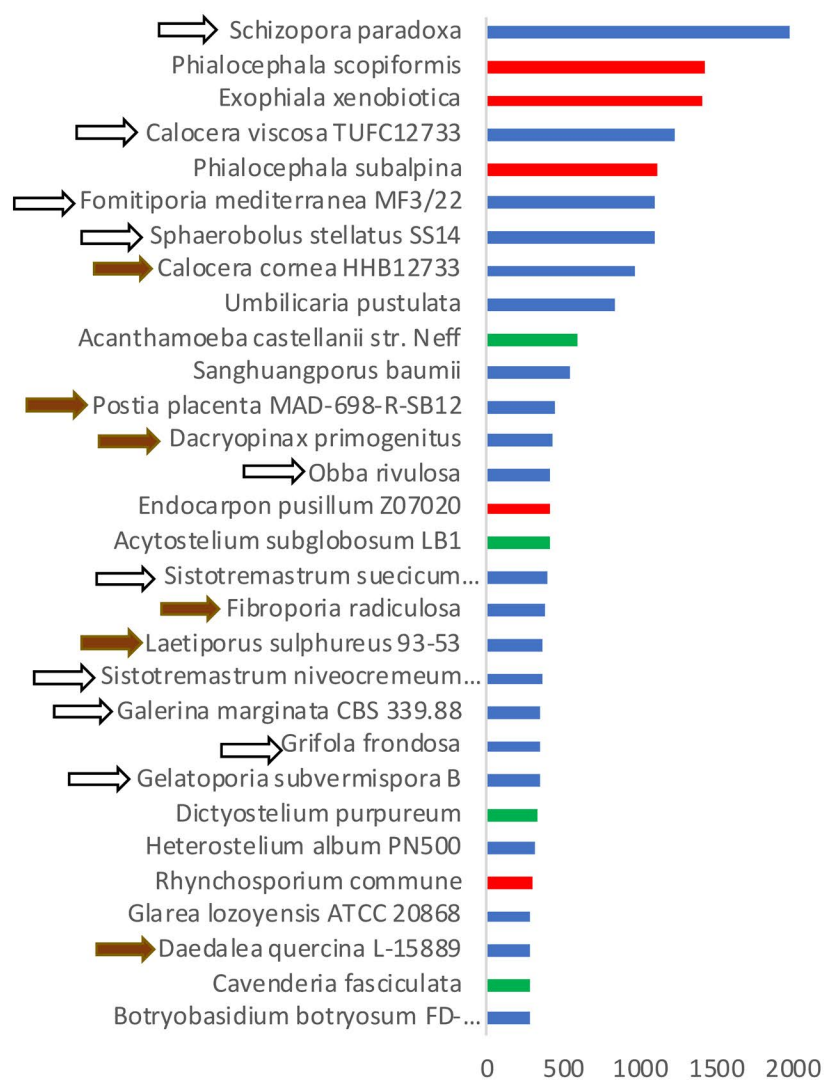 Schizopora paradoxa
Phialocephala scopiformis
Exophiala xenobiotica
Calocera viscosa TUFC12733
Phialocephala subalpina
Fomitiporia mediterranea MF3/22
Sphaerobolus stellatus SS14
Calocera cornea HHB12733
Umbilicaria pustulata
Acanthamoeba castellanii str. Neff
Sanghuangporus baumii
Postia placenta MAD-698-R-SB12
Dacryopinax primogenitus
Obba rivulosa
Endocarpon pusillum Z07020
Acytostelium subglobosum LB1
Sistotremastrum suecicum...
Fibroporia radiculosa
Laetiporus sulphureus 93-53
Sistotremastrum niveocremeum...
Galerina marginata CBS 339.88
Grifola frondosa
Gelatoporia subvermispora B
Dictyostelium purpureum
Heterostelium album PN500
Rhynchosporium commune
Glarea lozoyensis ATCC 20868
Daedalea quercina L-15889
Cavenderia fasciculata
Botryobasidium botryosum FD-...
0 500 1000 1500 2000